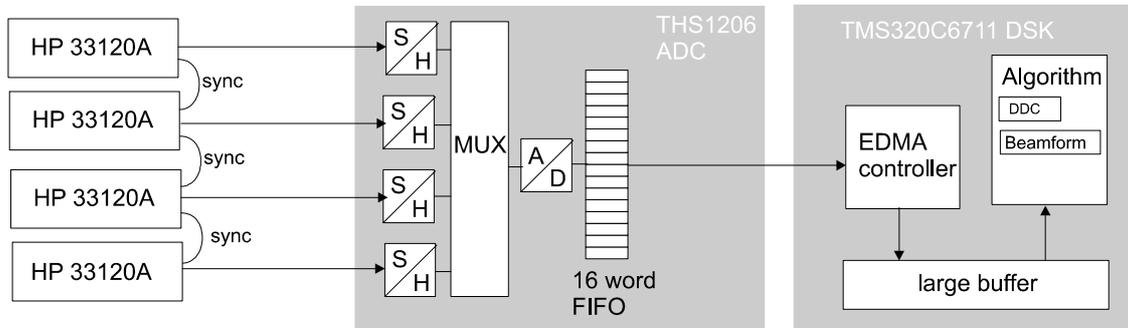 HP 33120A
sync
HP 33120A
sync
HP 33120A
sync
HP 33120A
S
H
S
H
S
H
S
H
MUX
A
D
THS1206
ADC
16 word
FIFO
TMS320C6711 DSK
EDMA
controller
Algorithm
DDC
Beamform
large buffer